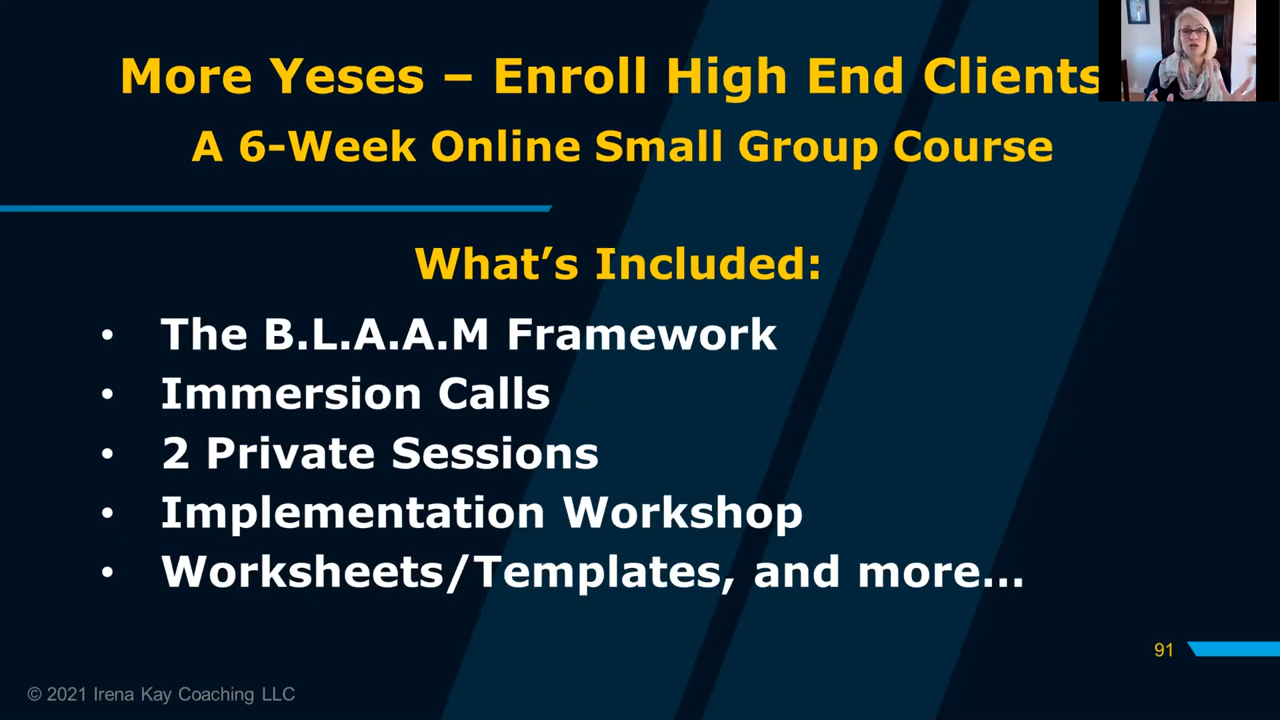 More Yeses – Enroll High End Clients
A 6-Week Online Small Group Course
What's Included:
• The B.L.A.A.M Framework
• Immersion Calls
• 2 Private Sessions
• Implementation Workshop
• Worksheets/Templates, and more...
91
© 2021 Irena Kay Coaching LLC